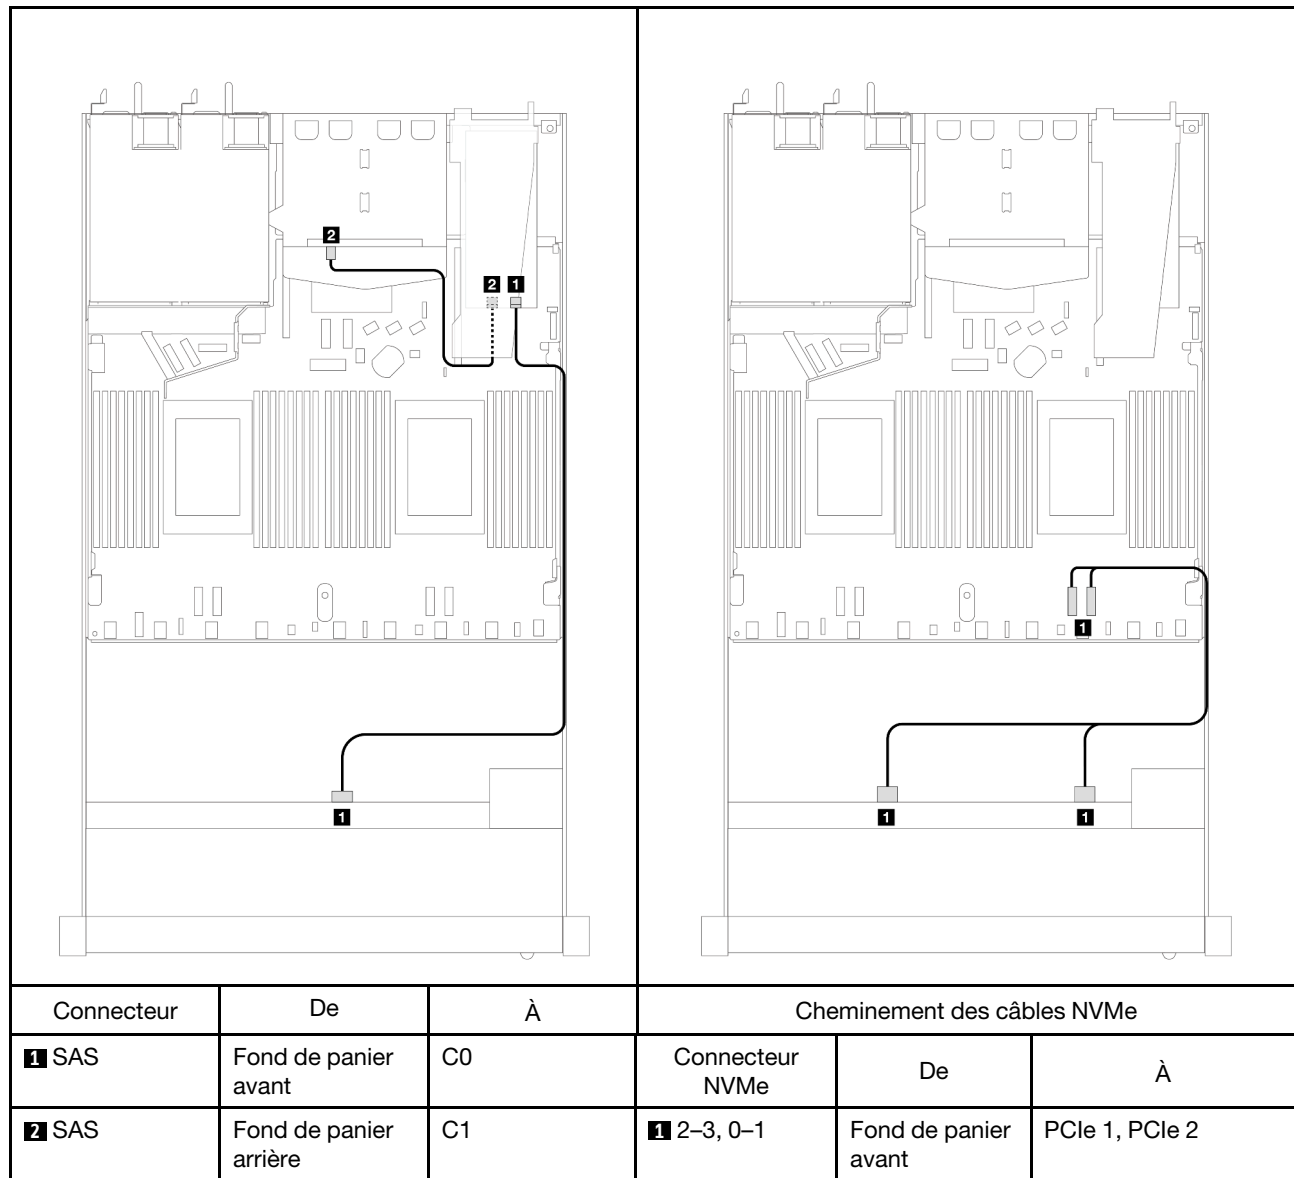 2
2
1
1
1
1
1
Connecteur
De
À
Cheminement des câbles NVMe
1 SAS
Fond de panier
avant
C0
Connecteur
NVMe
De
À
2 SAS
Fond de panier
arrière
C1
1 2–3, 0–1
Fond de panier
avant
PCIe 1, PCIe 2